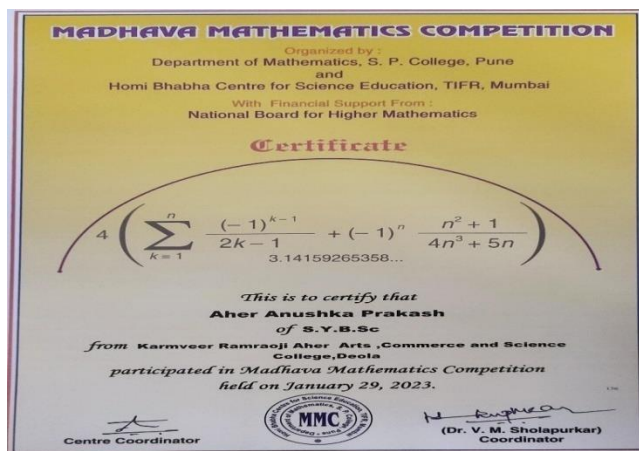 MADHAVA MATHEMATICS COMPETITION
Organized by :
Department of Mathematics, S. P. College, Pune
and
Homi Bhabha Centre for Science Education, TIFR, Mumbai
With Financial Support From :
National Board for Higher Mathematics
Certificate
4 ( ∑ n k = 1 (-1)^{k-1} / 2k - 1 + (-1)^n n^2 + 1 / 4n^3 + 5n )
3.14159265358...
This is to certify that
Aher Anushka Prakash
of S.Y.B.Sc
from Karmveer Ramraoji Aher Arts ,Commerce and Science
College,Deola
participated in Madhava Mathematics Competition
held on January 29, 2023.
MMC
Centre Coordinator
(Dr. V. M. Sholapurkar)
Coordinator